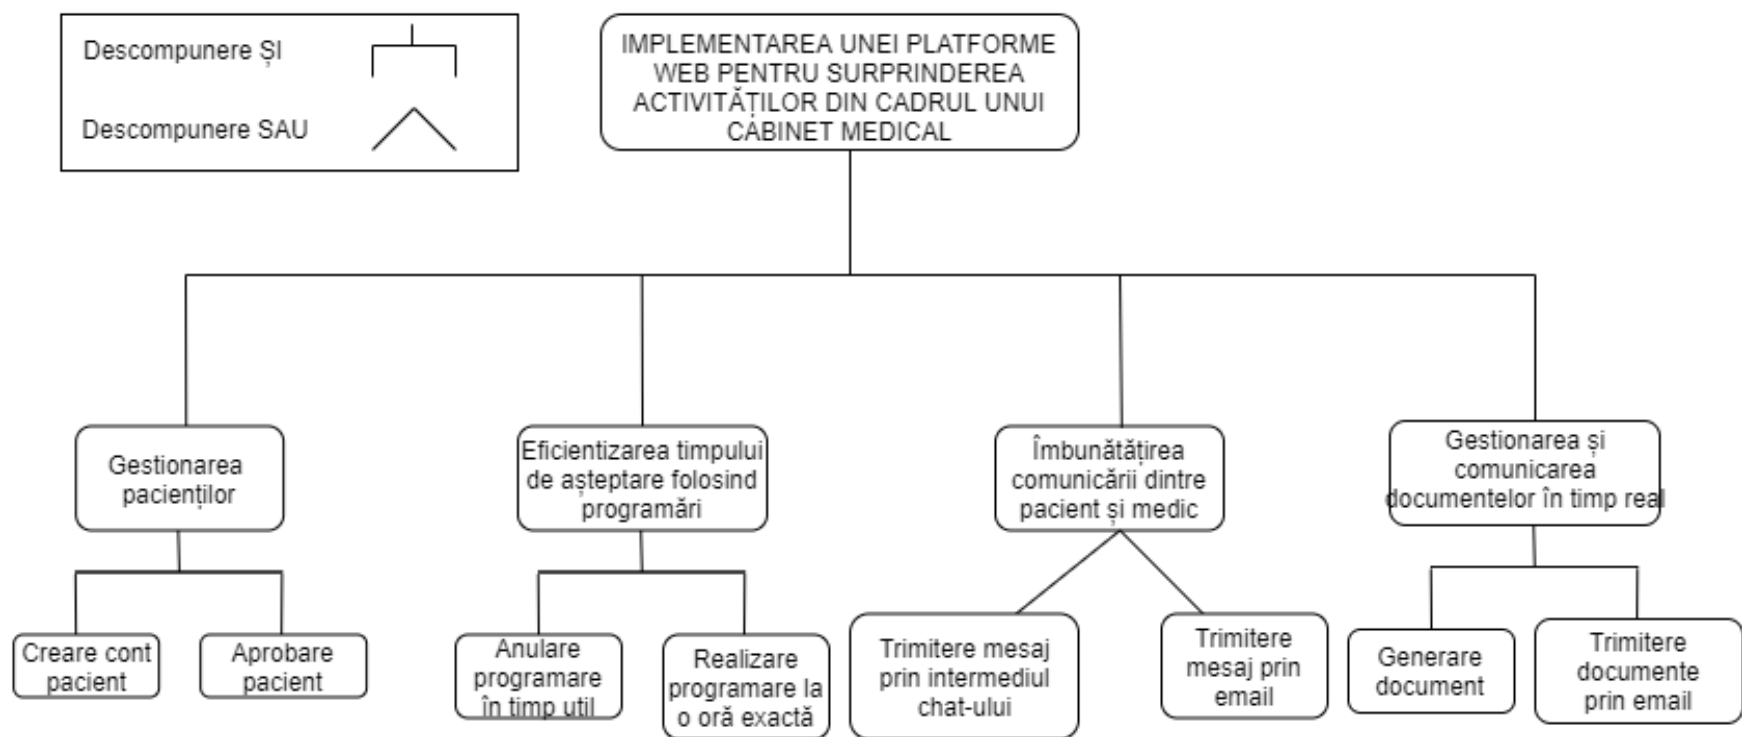 Descompunere ȘI
Descompunere SAU
IMPLEMENTAREA UNEI PLATFORME
WEB PENTRU SURPRINDEREA
ACTIVITĂȚILOR DIN CADRUL UNUI
CABINET MEDICAL
Gestionarea
pacienților
Eficientizarea timpului
de așteptare folosind
programări
Îmbunătățirea
comunicării dintre
pacient și medic
Gestionarea și
comunicarea
documentelor în timp real
Creare cont
pacient
Aprobare
pacient
Anulare
programare
în timp util
Realizare
programare la
o oră exactă
Trimitere mesaj
prin intermediul
chat-ului
Trimitere
mesaj prin
email
Generare
document
Trimitere
documente
prin email